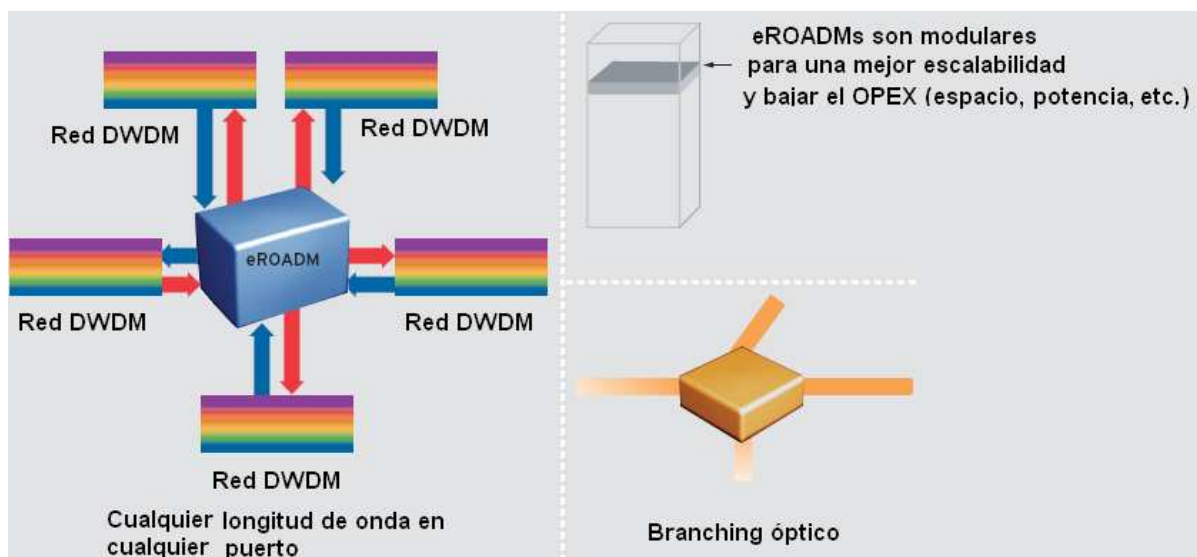 Red DWDM
Red DWDM
eROADM
Red DWDM
Red DWDM
Red DWDM
Cualquier longitud de onda en
cualquier puerto
eROADMs son modulares
para una mejor escalabilidad
y bajar el OPEX (espacio, potencia, etc.)
Branching óptico